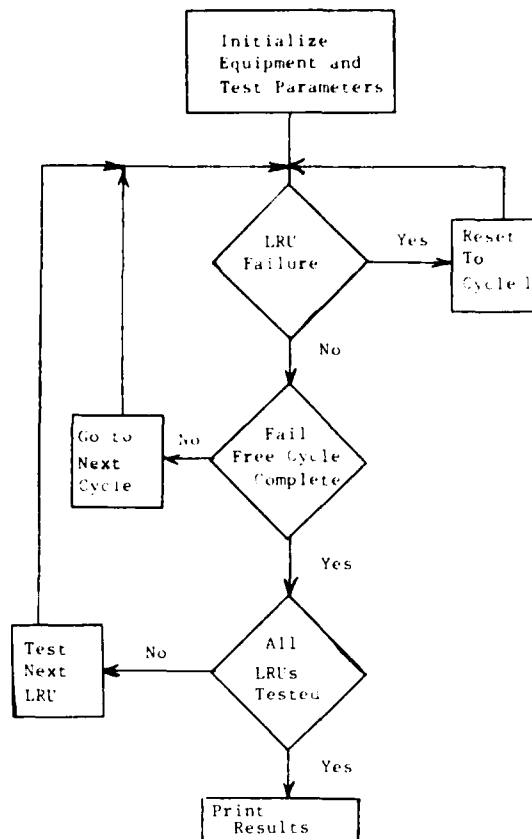 Initialize
Equipment and
Test Parameters
LRU
Failure
Yes
Reset
To
Cycle 1
No
Fail
Free Cycle
Complete
No
Go to
Next
Cycle
Yes
All
LRUs
Tested
No
Test
Next
LRU
Yes
Print
Results